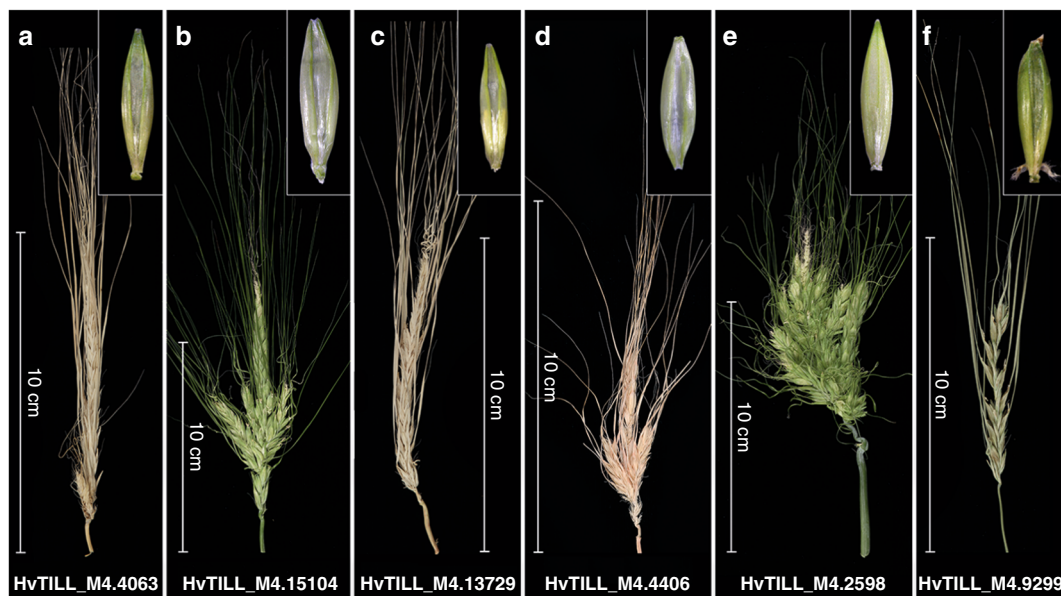 a
b
c
d
e
f
10 cm
10 cm
10 cm
10 cm
10 cm
10 cm
HvTILL_M4.4063
HvTILL_M4.15104
HvTILL_M4.13729
HvTILL_M4.4406
HvTILL_M4.2598
HvTILL_M4.9299